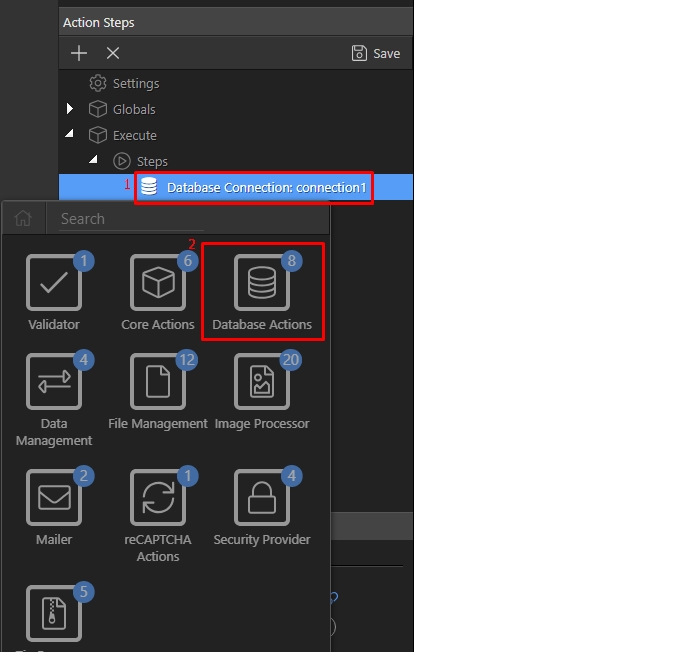 Action Steps
Save
Settings
Globals
Execute
Steps
1 Database Connection: connection1
Search
2
1 6 8
Validator Core Actions Database Actions
4 12 20
Data Management File Management Image Processor
2 1 4
Mailer reCAPTCHA Actions Security Provider
5